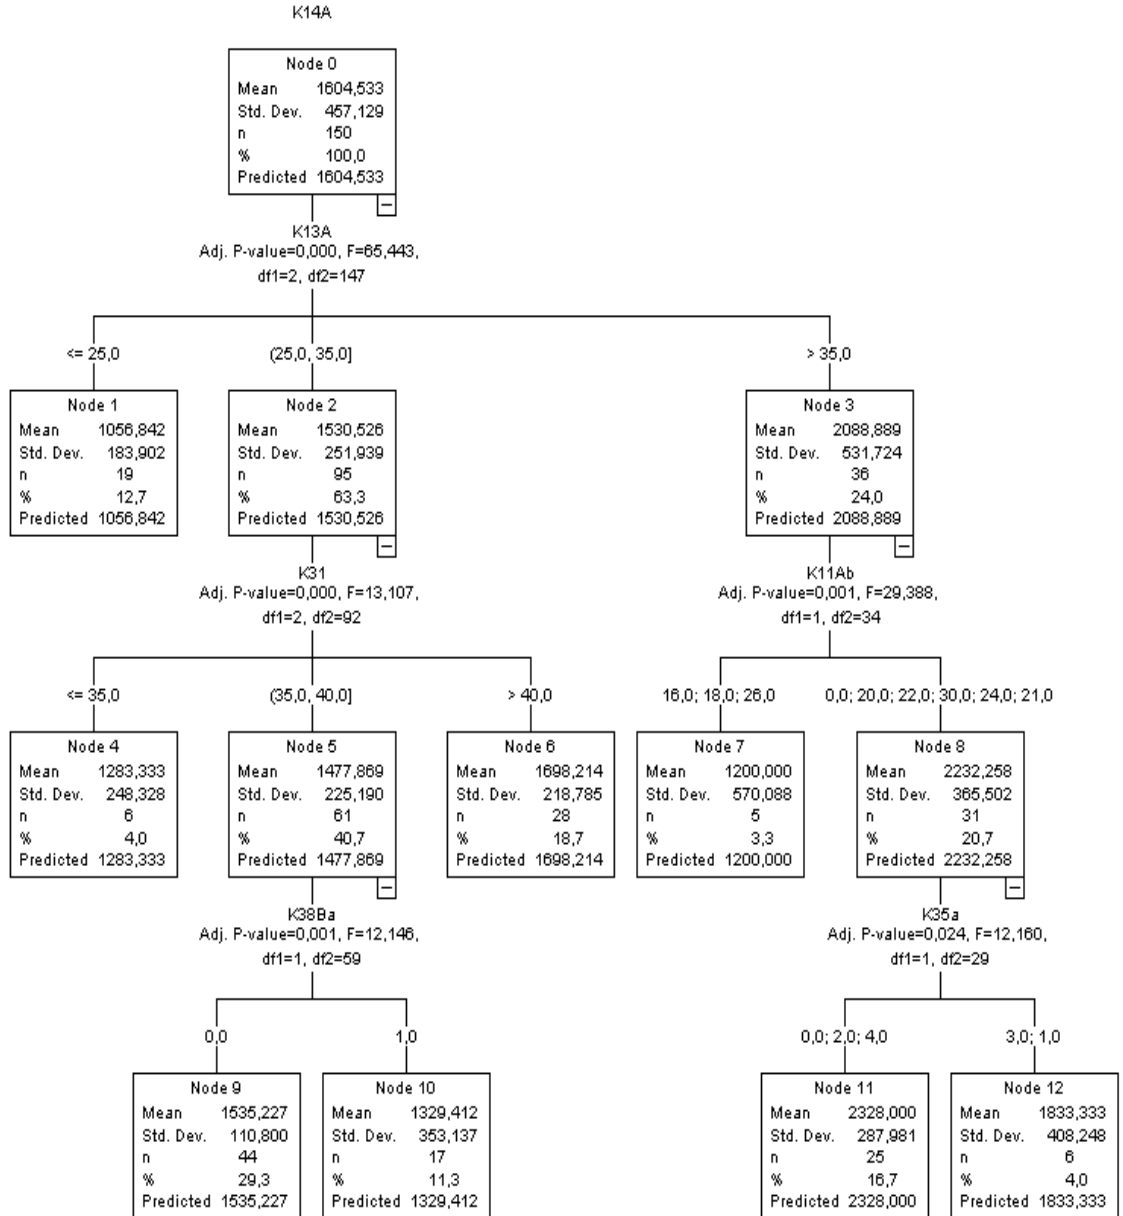 K14A
Node 0
Mean 1604,533
Std. Dev. 457,129
n 150
% 100,0
Predicted 1604,533
K13A
Adj. P-value=0,000, F=65,443,
df1=2, df2=147
<= 25,0
(25,0, 35,0]
> 35,0
Node 1
Mean 1056,842
Std. Dev. 183,902
n 19
% 12,7
Predicted 1056,842
Node 2
Mean 1530,526
Std. Dev. 251,939
n 95
% 63,3
Predicted 1530,526
Node 3
Mean 2088,889
Std. Dev. 531,724
n 36
% 24,0
Predicted 2088,889
K31
Adj. P-value=0,000, F=13,107,
df1=2, df2=92
K11Ab
Adj. P-value=0,001, F=29,388,
df1=1, df2=34
<= 35,0
(35,0, 40,0]
> 40,0
16,0; 18,0; 26,0
0,0; 20,0; 22,0; 30,0; 24,0; 21,0
Node 4
Mean 1283,333
Std. Dev. 248,328
n 6
% 4,0
Predicted 1283,333
Node 5
Mean 1477,869
Std. Dev. 225,190
n 61
% 40,7
Predicted 1477,869
Node 6
Mean 1698,214
Std. Dev. 218,785
n 28
% 18,7
Predicted 1698,214
Node 7
Mean 1200,000
Std. Dev. 570,088
n 5
% 3,3
Predicted 1200,000
Node 8
Mean 2232,258
Std. Dev. 365,502
n 31
% 20,7
Predicted 2232,258
K38Ba
Adj. P-value=0,001, F=12,146,
df1=1, df2=59
K35a
Adj. P-value=0,024, F=12,160,
df1=1, df2=29
0,0
1,0
0,0; 2,0; 4,0
3,0; 1,0
Node 9
Mean 1535,227
Std. Dev. 110,800
n 44
% 29,3
Predicted 1535,227
Node 10
Mean 1329,412
Std. Dev. 353,137
n 17
% 11,3
Predicted 1329,412
Node 11
Mean 2328,000
Std. Dev. 287,981
n 25
% 16,7
Predicted 2328,000
Node 12
Mean 1833,333
Std. Dev. 408,248
n 6
% 4,0
Predicted 1833,333